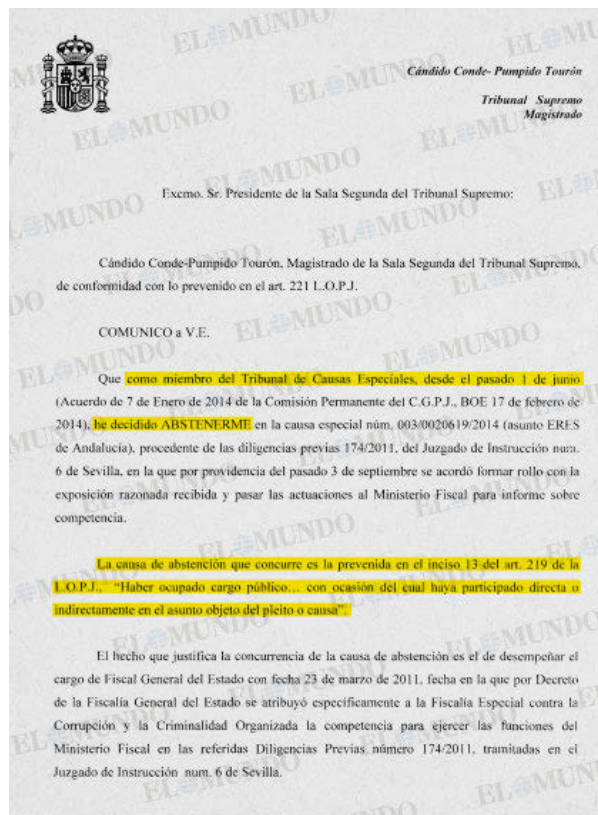 Cándido Conde- Pumpido Tourón
Tribunal Supremo
Magistrado
Excmo. Sr. Presidente de la Sala Segunda del Tribunal Supremo:
Cándido Conde-Pumpido Tourón, Magistrado de la Sala Segunda del Tribunal Supremo,
de conformidad con lo prevenido en el art. 221 L.O.P.J.
COMUNICO a V.E.
Que como miembro del Tribunal de Causas Especiales, desde el pasado 1 de junio
(Acuerdo de 7 de Enero de 2014 de la Comisión Permanente del C.G.P.J., BOE 17 de febrero de
2014), he decidido ABSTENERME en la causa especial núm. 003/0020619/2014 (asunto ERES
de Andalucía), procedente de las diligencias previas 174/2011, del Juzgado de Instrucción num.
6 de Sevilla, en la que por providencia del pasado 3 de septiembre se acordó formar rollo con la
exposición razonada recibida y pasar las actuaciones al Ministerio Fiscal para informe sobre
competencia.
La causa de abstención que concurre es la prevenida en el inciso 13 del art. 219 de la
L.O.P.J., “Haber ocupado cargo público… con ocasión del cual haya participado directa o
indirectamente en el asunto objeto del pleito o causa”.
El hecho que justifica la concurrencia de la causa de abstención es el de desempeñar el
cargo de Fiscal General del Estado con fecha 23 de marzo de 2011, fecha en la que por Decreto
de la Fiscalía General del Estado se atribuyó específicamente a la Fiscalía Especial contra la
Corrupción y la Criminalidad Organizada la competencia para ejercer las funciones del
Ministerio Fiscal en las referidas Diligencias Previas número 174/2011, tramitadas en el
Juzgado de Instrucción num. 6 de Sevilla.
EL MUNDO